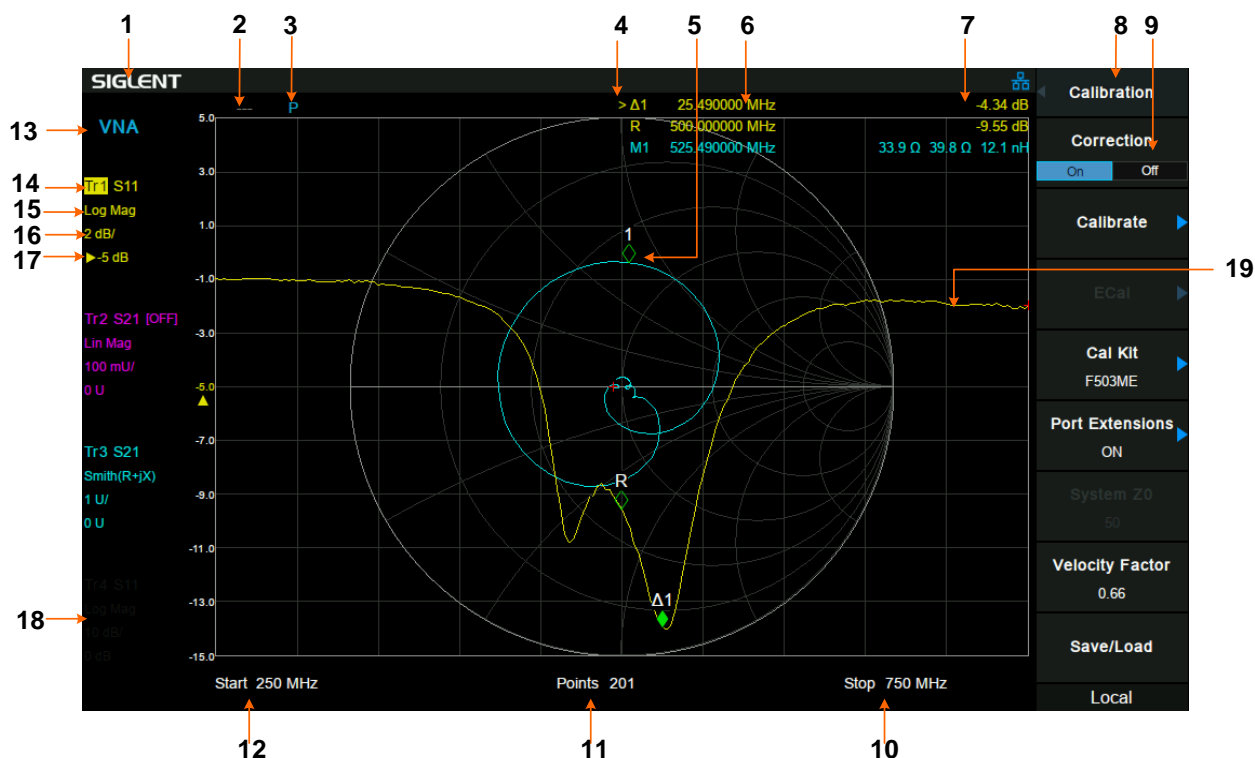 1 2 3 4 5 6 7 8 9
SIGLENT
--- P
> Δ1 25.490000 MHz -4.34 dB
R 500.000000 MHz -9.55 dB
M1 525.490000 MHz 33.9 Ω 39.8 Ω 12.1 nH
13
VNA
14
Tr1 S11
15
Log Mag
16
2 dB/
17
-5 dB
Tr2 S21 [OFF]
Lin Mag
100 mU/
0 U
Tr3 S21
Smith(R+jX)
1 U/
0 U
Tr4 S11
Log Mag
18
10 dB/
0 dB
5.0
3.0
1.0
-1.0
-3.0
-5.0
-7.0
-9.0
-11.0
-13.0
-15.0
1
R
Δ1
Start 250 MHz Points 201 Stop 750 MHz
Calibration
Correction
On Off
Calibrate
ECal
Cal Kit
F503ME
Port Extensions
ON
System Z0
50
Velocity Factor
0.66
Save/Load
Local
19
12 11 10